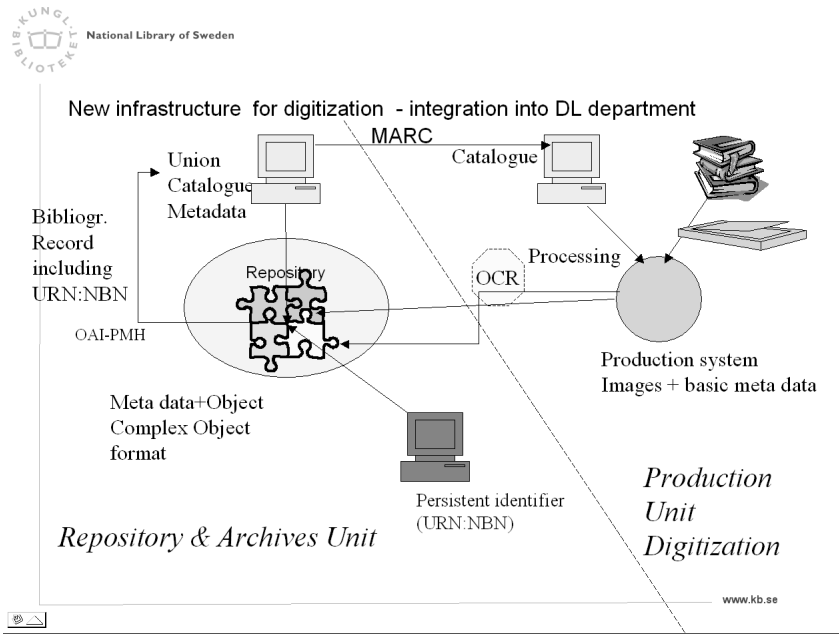 ·KUNGL·
BIBLIOTEKET·
National Library of Sweden
New infrastructure for digitization - integration into DL department
MARC
Union
Catalogue
Metadata
Catalogue
Bibliogr.
Record
including
URN:NBN
Repository
OCR
Processing
OAI-PMH
Production system
Images + basic meta data
Meta data+Object
Complex Object
format
Persistent identifier
(URN:NBN)
Production
Unit
Digitization
Repository & Archives Unit
www.kb.se